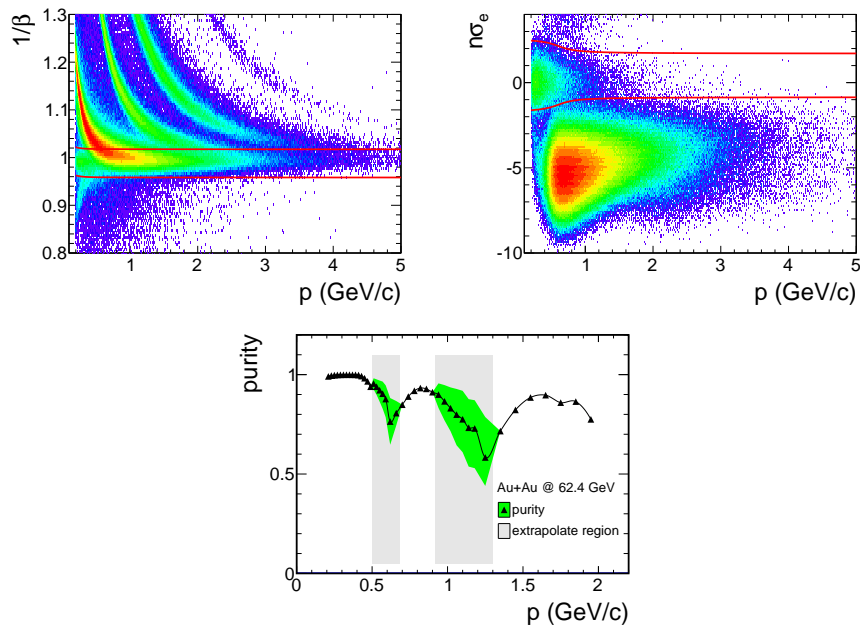 1/β
1.3
1.2
1.1
1
0.9
0.8
1 2 3 4 5
p (GeV/c)
nσe
0
-5
-10
1 2 3 4 5
p (GeV/c)
purity
1
0.5
0
0 0.5 1 1.5 2
p (GeV/c)
Au+Au @ 62.4 GeV
purity
extrapolate region